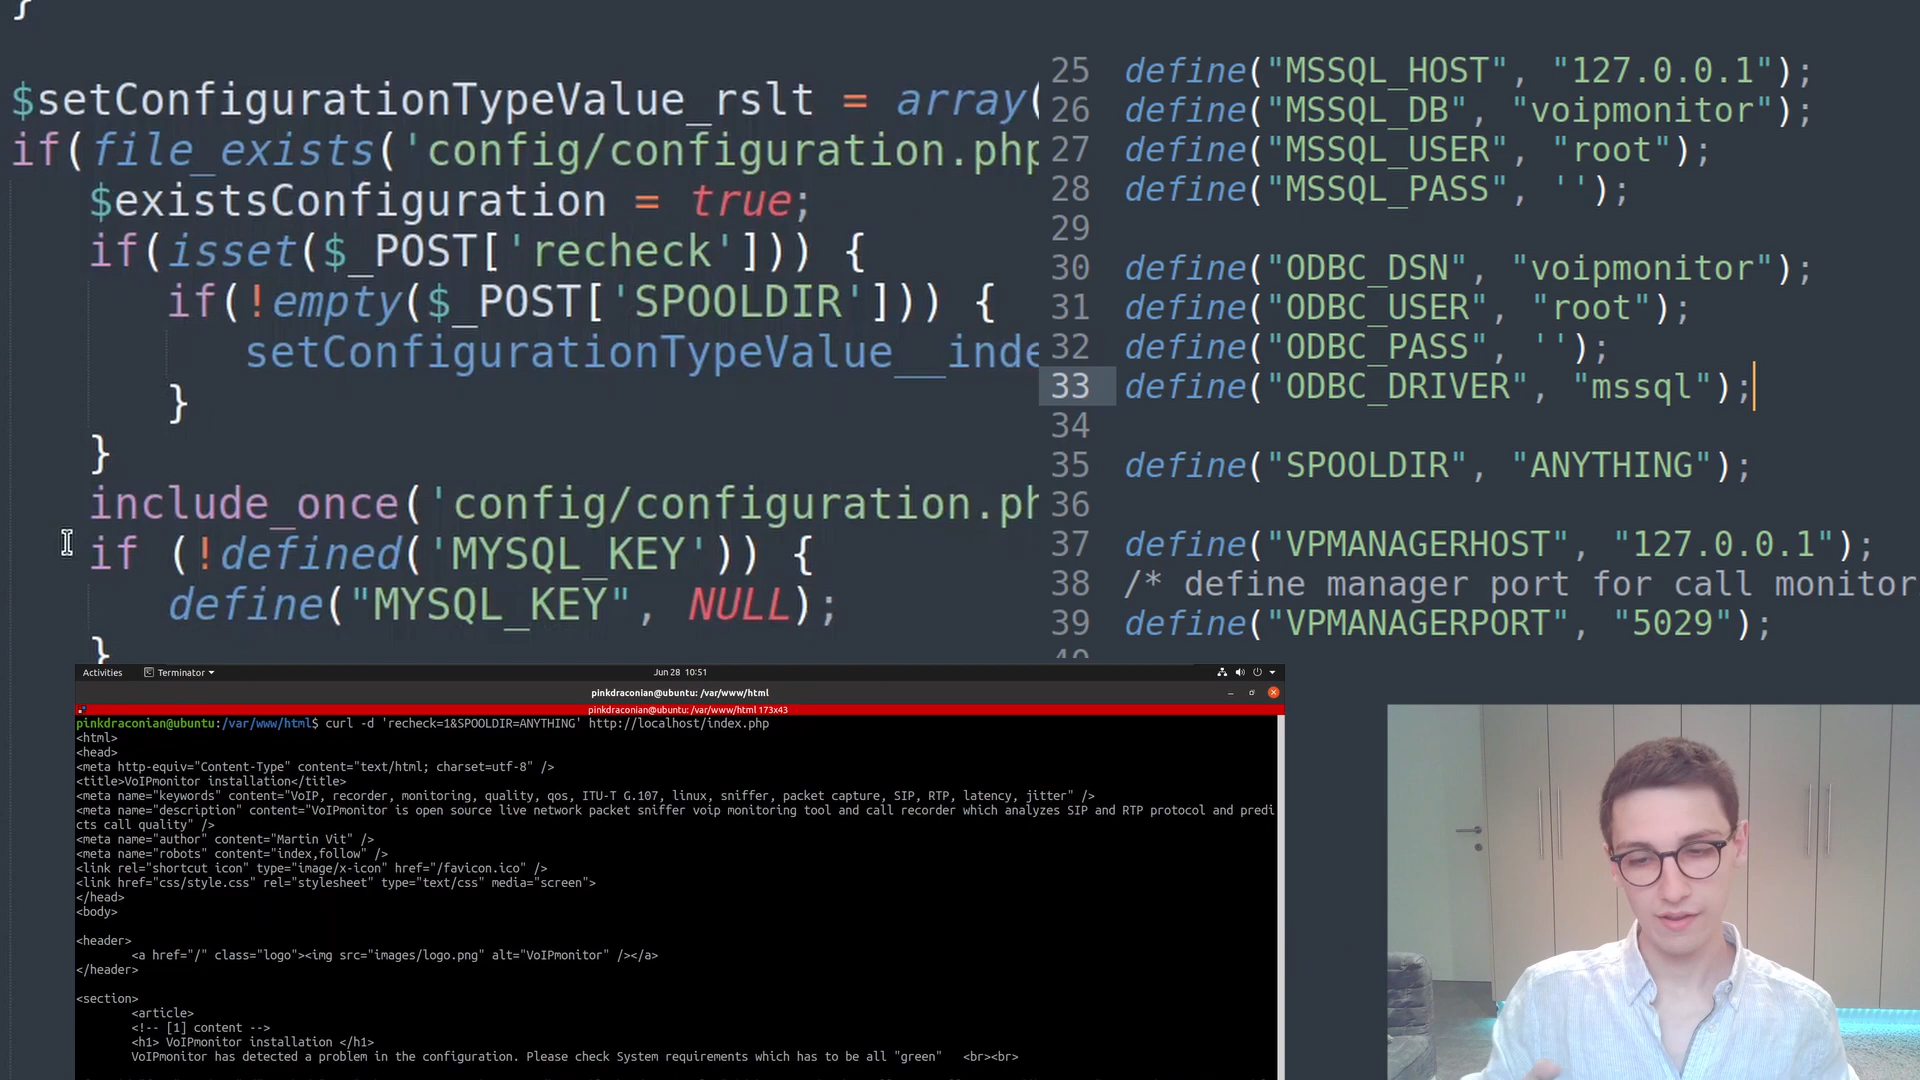 }
$setConfigurationTypeValue_rslt = array(
if(file_exists('config/configuration.php
$existsConfiguration = true;
if(isset($_POST['recheck'])) {
if(!empty($_POST['SPOOLDIR'])) {
setConfigurationTypeValue__inde
}
}
include_once('config/configuration.ph
if (!defined('MYSQL_KEY')) {
define("MYSQL_KEY", NULL);
}
25 define("MSSQL_HOST", "127.0.0.1");
26 define("MSSQL_DB", "voipmonitor");
27 define("MSSQL_USER", "root");
28 define("MSSQL_PASS", '');
29
30 define("ODBC_DSN", "voipmonitor");
31 define("ODBC_USER", "root");
32 define("ODBC_PASS", '');
33 define("ODBC_DRIVER", "mssql");
34
35 define("SPOOLDIR", "ANYTHING");
36
37 define("VPMANAGERHOST", "127.0.0.1");
38 /* define manager port for call monitor
39 define("VPMANAGERPORT", "5029");
40
Activities Terminator Jun 28 10:51
pinkdraconian@ubuntu: /var/www/html
pinkdraconian@ubuntu: /var/www/html 173x43
pinkdraconian@ubuntu:/var/www/html$ curl -d 'recheck=1&SPOOLDIR=ANYTHING' http://localhost/index.php
<html>
<head>
<meta http-equiv="Content-Type" content="text/html; charset=utf-8" />
<title>VoIPmonitor installation</title>
<meta name="keywords" content="VoIP, recorder, monitoring, quality, qos, ITU-T G.107, linux, sniffer, packet capture, SIP, RTP, latency, jitter" />
<meta name="description" content="VoIPmonitor is open source live network packet sniffer voip monitoring tool and call recorder which analyzes SIP and RTP protocol and predi
cts call quality" />
<meta name="author" content="Martin Vit" />
<meta name="robots" content="index,follow" />
<link rel="shortcut icon" type="image/x-icon" href="/favicon.ico" />
<link href="css/style.css" rel="stylesheet" type="text/css" media="screen">
</head>
<body>
<header>
<a href="/" class="logo"><img src="images/logo.png" alt="VoIPmonitor" /></a>
</header>
<section>
<article>
<!-- [1] content -->
<h1> VoIPmonitor installation </h1>
VoIPmonitor has detected a problem in the configuration. Please check System requirements which has to be all "green" <br><br>